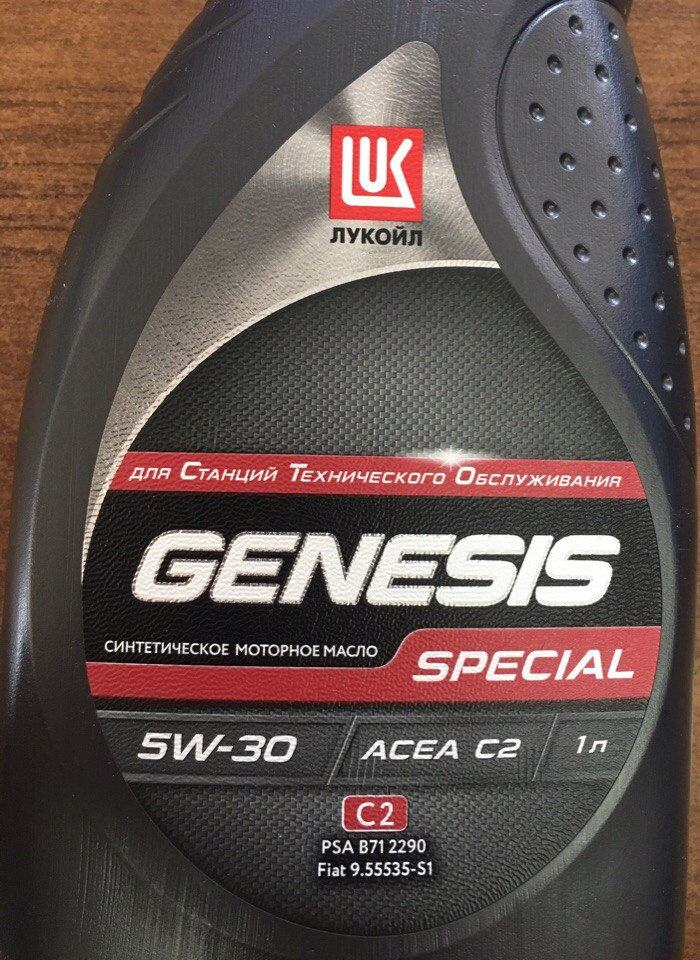 LUK
ЛУКОЙЛ
для Станций Технического Обслуживания
GENESIS
СИНТЕТИЧЕСКОЕ МОТОРНОЕ МАСЛО
SPECIAL
5W-30
ACEA C2
1 л
C2
PSA B71 2290
Fiat 9.55535-S1